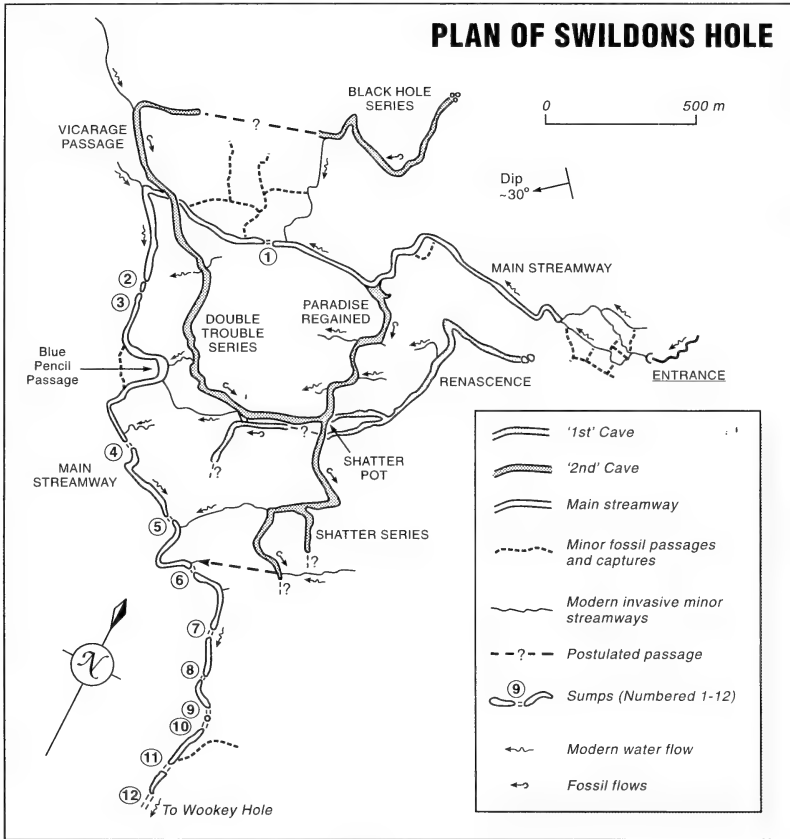 PLAN OF SWILDONS HOLE
BLACK HOLE
SERIES
0 500 m
VICARAGE
PASSAGE
?
Dip
~30°
MAIN STREAMWAY
1
2
3
DOUBLE
TROUBLE
SERIES
PARADISE
REGAINED
Blue
Pencil
Passage
RENASCENCE
ENTRANCE
?
?
SHATTER
POT
4
MAIN
STREAMWAY
5
SHATTER SERIES
?
?
6
7
8
9
10
11
12
To Wookey Hole
N
'1st' Cave
'2nd' Cave
Main streamway
Minor fossil passages
and captures
Modern invasive minor
streamways
? Postulated passage
9
Sumps (Numbered 1-12)
Modern water flow
Fossil flows